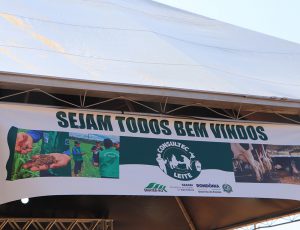 SEJAM TODOS BEM VINDOS
CONSULTEC
LEITE
RONDÔNIA